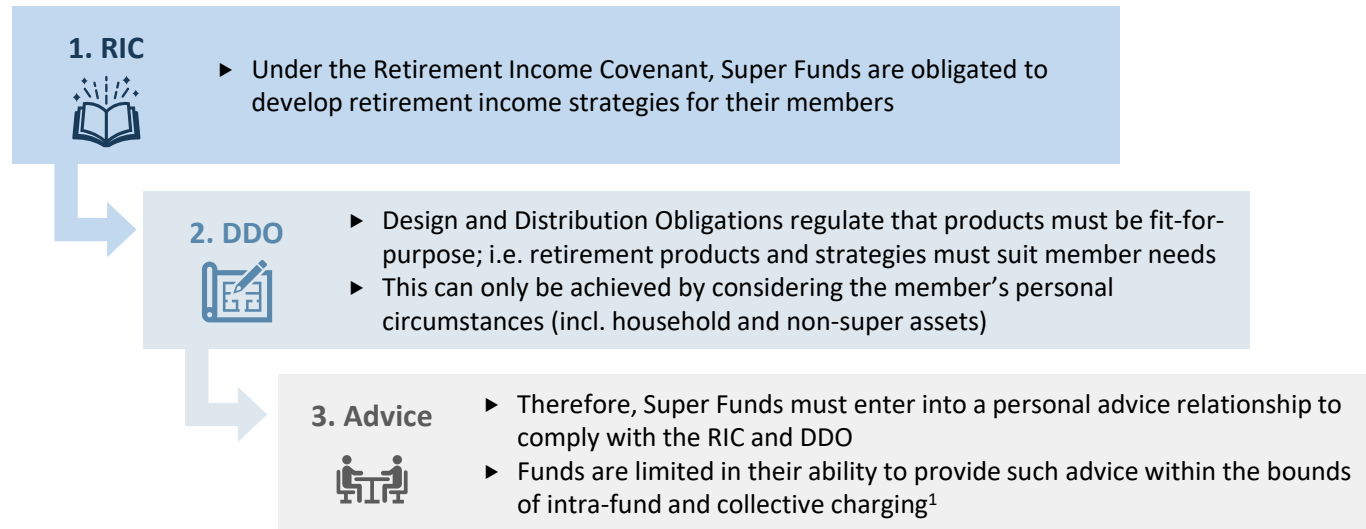 1. RIC
► Under the Retirement Income Covenant, Super Funds are obligated to
develop retirement income strategies for their members
2. DDO
► Design and Distribution Obligations regulate that products must be fit-for-
purpose; i.e. retirement products and strategies must suit member needs
► This can only be achieved by considering the member’s personal
circumstances (incl. household and non-super assets)
3. Advice
► Therefore, Super Funds must enter into a personal advice relationship to
comply with the RIC and DDO
► Funds are limited in their ability to provide such advice within the bounds
of intra-fund and collective charging¹